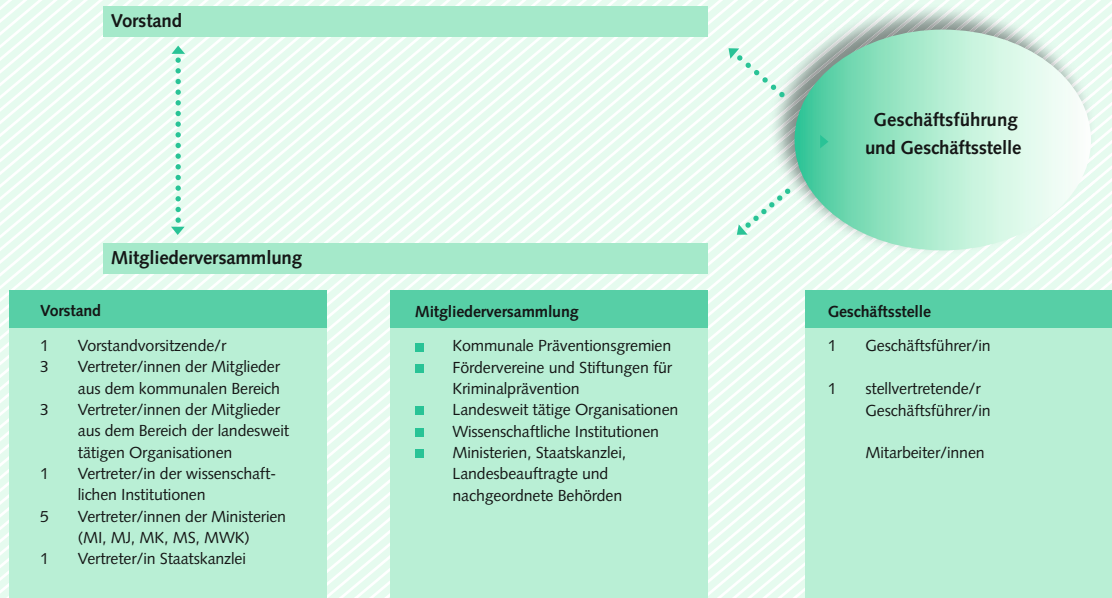 Vorstand
Geschäftsführung
und Geschäftsstelle
Mitgliederversammlung
Vorstand
1 Vorstandvorsitzende/r
3 Vertreter/innen der Mitglieder
aus dem kommunalen Bereich
3 Vertreter/innen der Mitglieder
aus dem Bereich der landesweit
tätigen Organisationen
1 Vertreter/in der wissenschaft-
lichen Institutionen
5 Vertreter/innen der Ministerien
(MI, MJ, MK, MS, MWK)
1 Vertreter/in Staatskanzlei
Mitgliederversammlung
Kommunale Präventionsgremien
Fördervereine und Stiftungen für
Kriminalprävention
Landesweit tätige Organisationen
Wissenschaftliche Institutionen
Ministerien, Staatskanzlei,
Landesbeauftragte und
nachgeordnete Behörden
Geschäftsstelle
1 Geschäftsführer/in
1 stellvertretende/r
Geschäftsführer/in
Mitarbeiter/innen